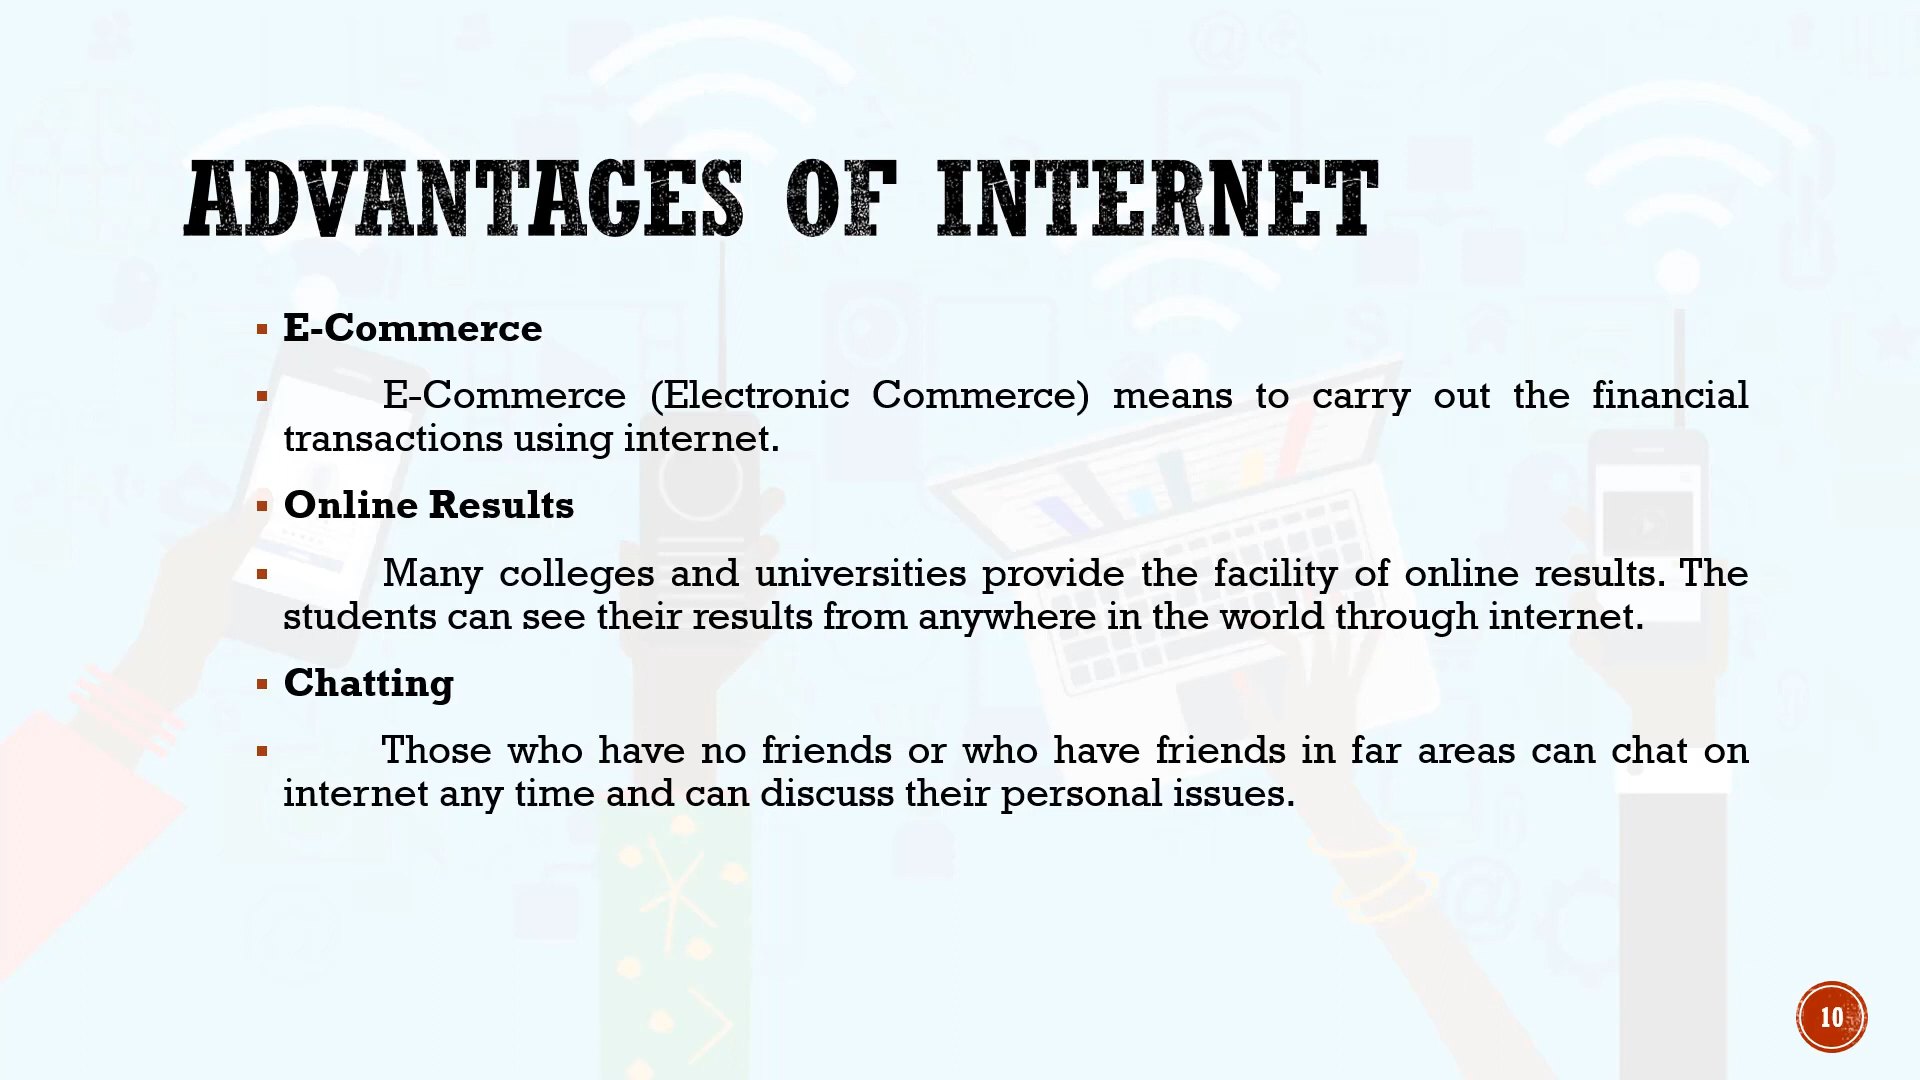 ADVANTAGES OF INTERNET
E-Commerce
E-Commerce (Electronic Commerce) means to carry out the financial
transactions using internet.
Online Results
Many colleges and universities provide the facility of online results. The
students can see their results from anywhere in the world through internet.
Chatting
Those who have no friends or who have friends in far areas can chat on
internet any time and can discuss their personal issues.
10